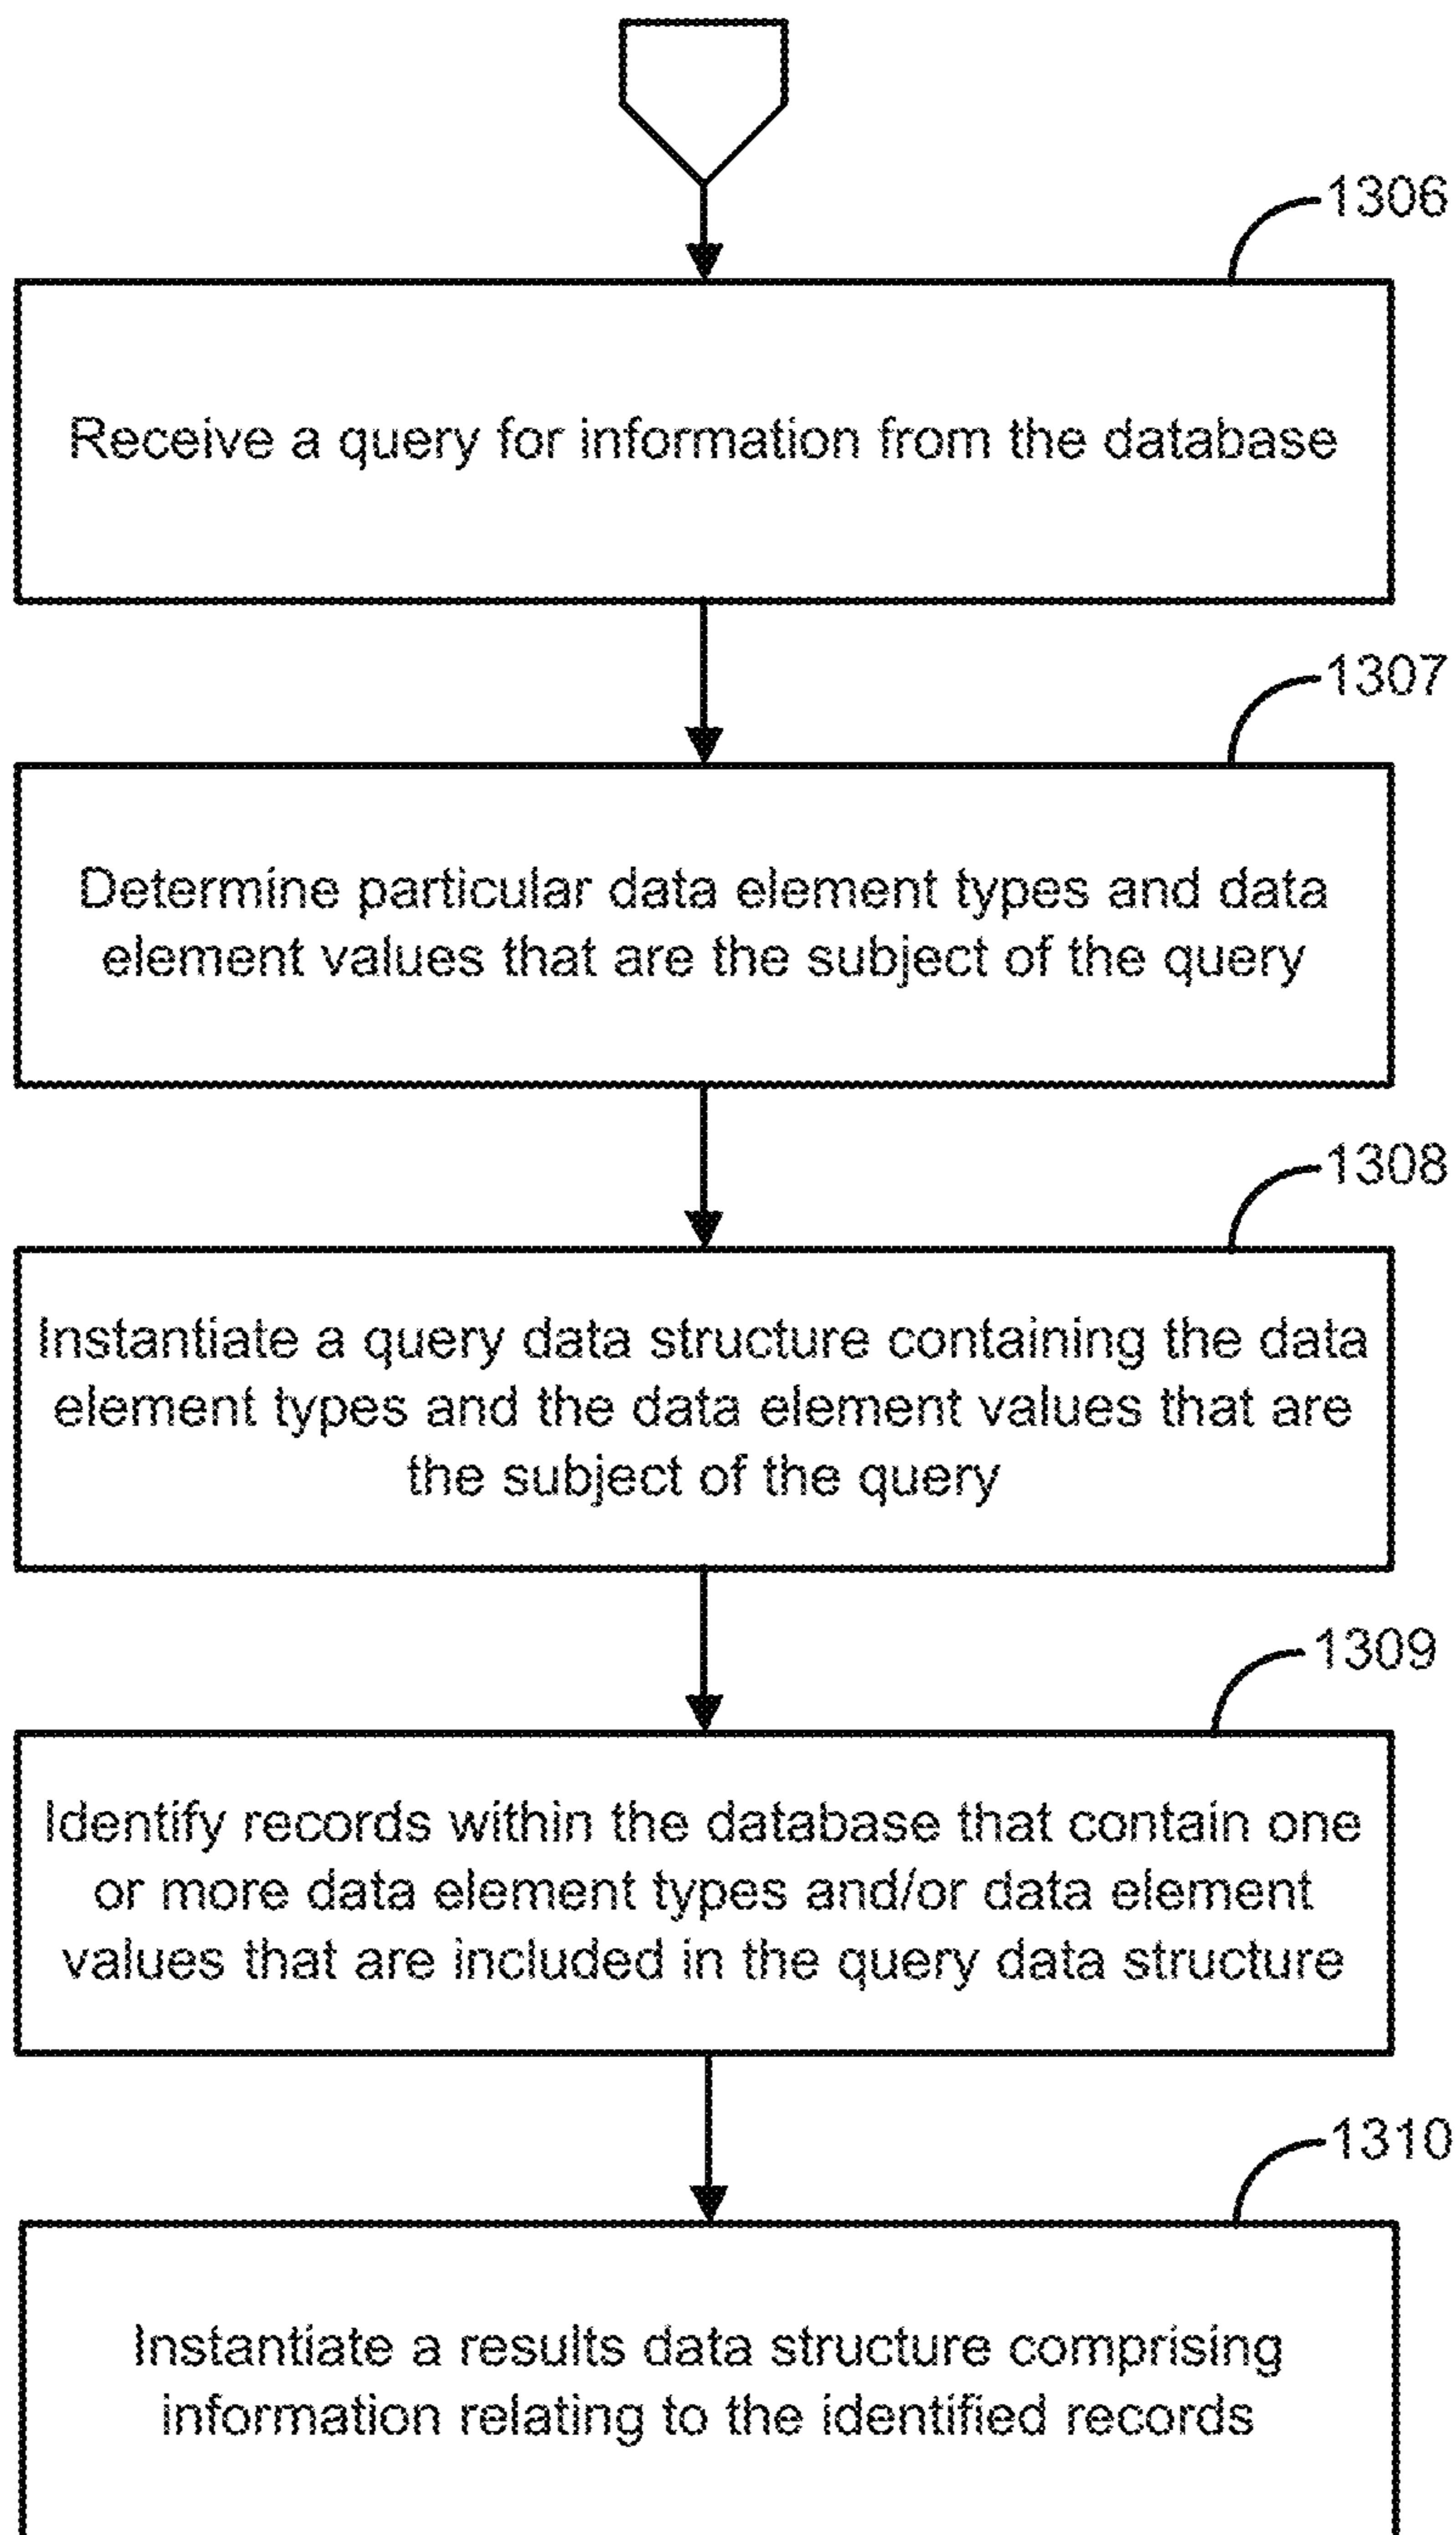 1306
Receive a query for information from the database
1307
Determine particular data element types and data
element values that are the subject of the query
1308
Instantiate a query data structure containing the data
element types and the data element values that are
the subject of the query
1309
Identify records within the database that contain one
or more data element types and/or data element
values that are included in the query data structure
1310
Instantiate a results data structure comprising
information relating to the identified records